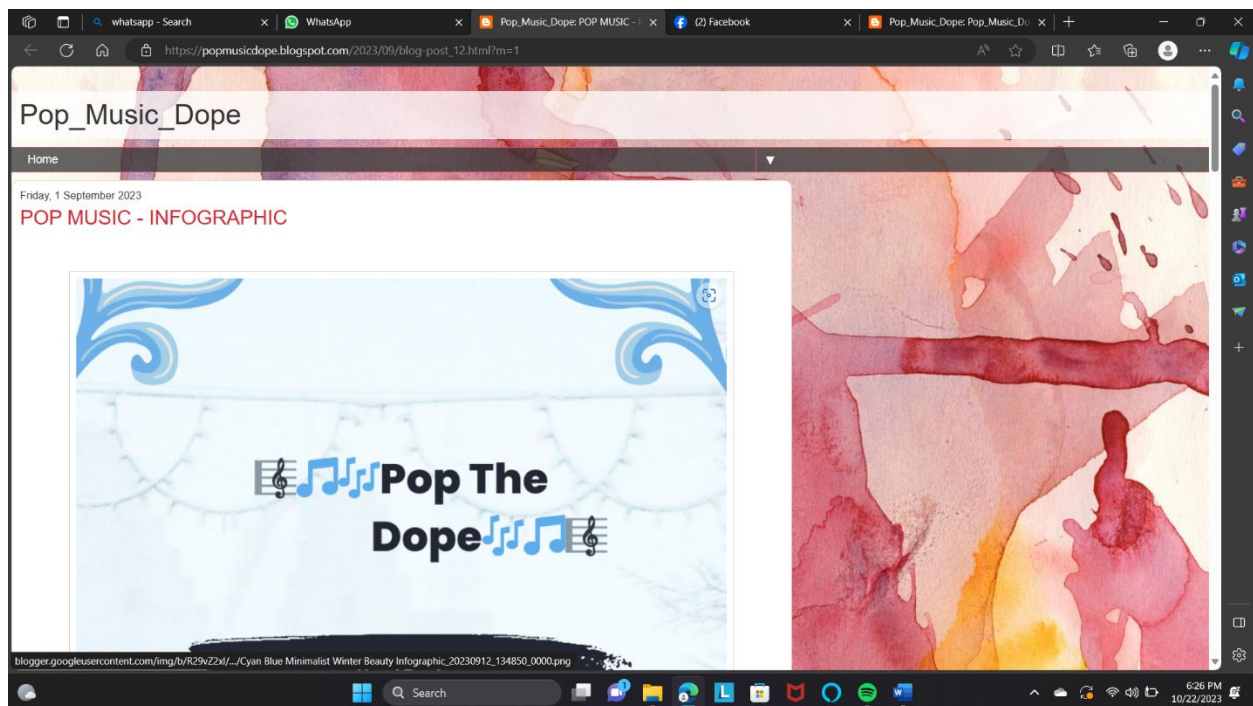 whatsapp - Search
WhatsApp
Pop_Music_Dope: POP MUSIC - I
(2) Facebook
Pop_Music_Dope: Pop_Music_Do
https://popmusicdope.blogspot.com/2023/09/blog-post_12.html?m=1
Pop_Music_Dope
Home
Friday, 1 September 2023
POP MUSIC - INFOGRAPHIC
Pop The
Dope
blogger.googleusercontent.com/img/b/R29vZ2xl/.../Cyan Blue Minimalist Winter Beauty Infographic_20230912_134850_0000.png
Search
6:26 PM
10/22/2023